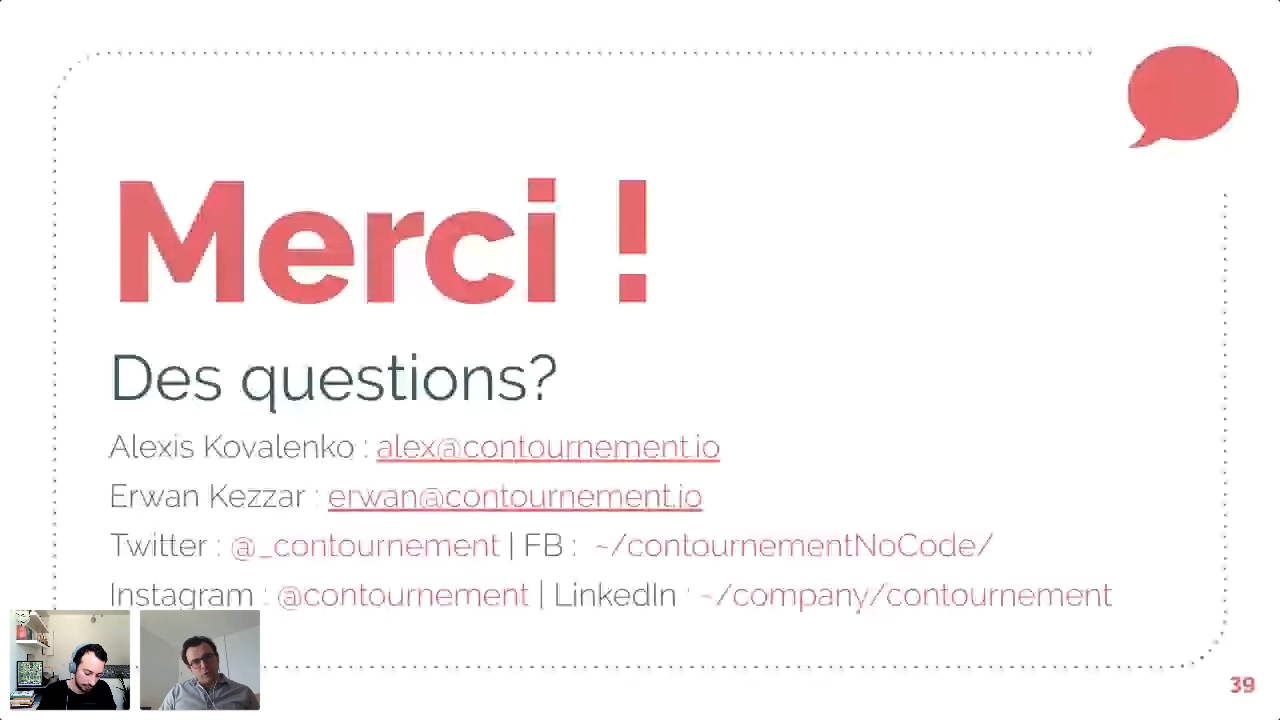 Merci !
Des questions?
Alexis Kovalenko : alex@contournement.io
Erwan Kezzar : erwan@contournement.io
Twitter : @_contournement | FB : ~/contournementNoCode/
Instagram : @contournement | LinkedIn : ~/company/contournement
39